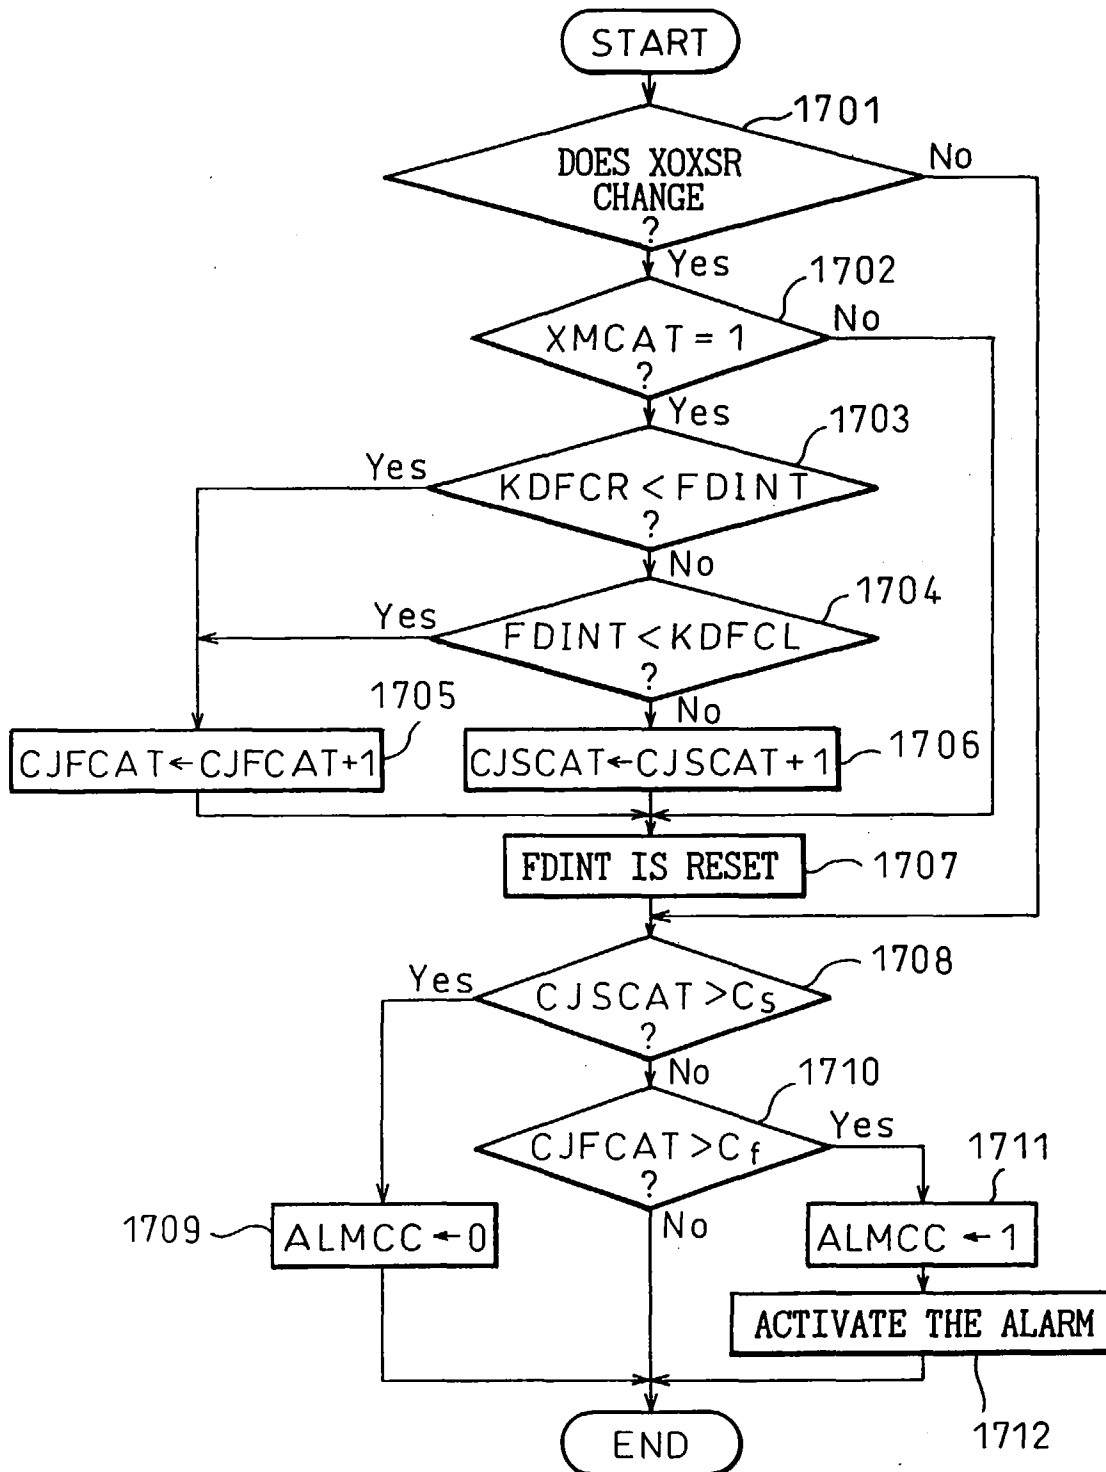 START
1701
DOES XOXSR
CHANGE
?
No
Yes
1702
XMCAT = 1
?
No
Yes
1703
KDFCR < FDINT
?
Yes
No
1704
FDINT < KDFCL
?
Yes
No
1705
CJFCAT←CJFCAT+1
CJSCAT←CJSCAT+1
1706
FDINT IS RESET
1707
1708
CJSCAT >Cs
?
Yes
No
1710
CJFCAT >Cf
?
Yes
No
1711
1709
ALMCC ←0
ALMCC ←1
ACTIVATE THE ALARM
1712
END